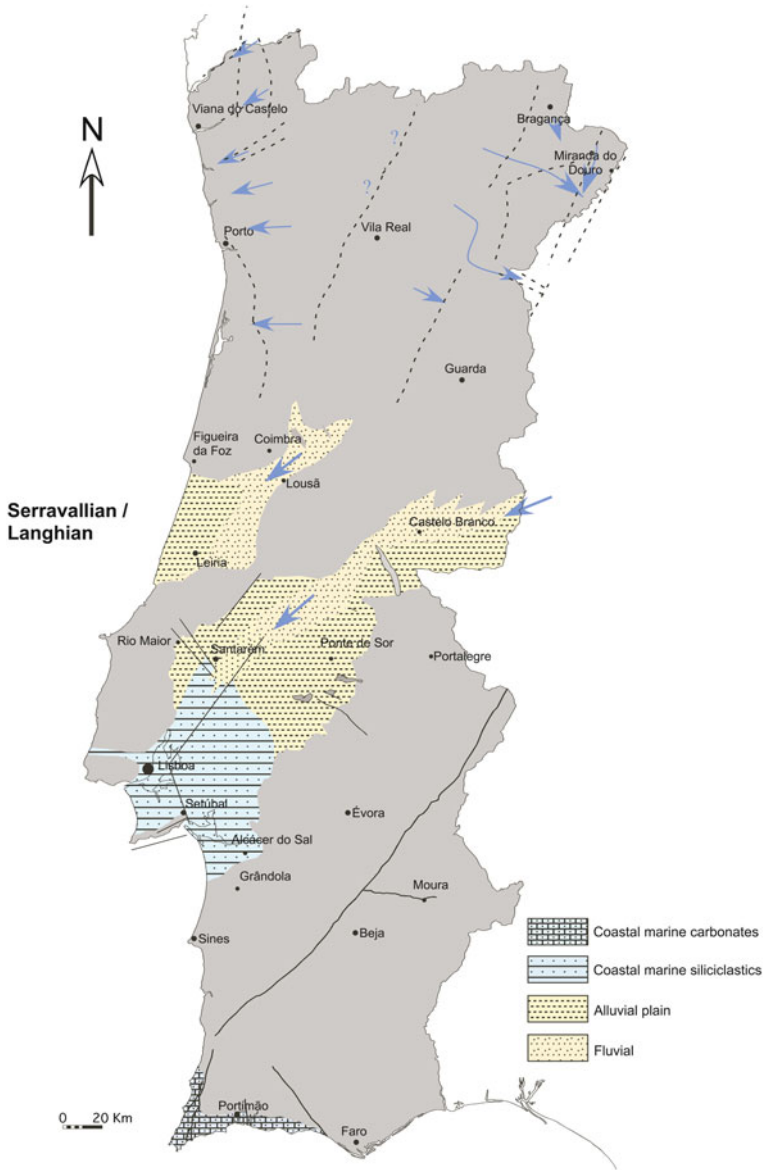 N
Viana do Castelo
Bragança
Miranda do
Douro
?
?
Porto
Vila Real
Guarda
Figueira
da Foz
Coimbra
Lousã
Serravallian /
Langhian
Castelo Branco
Leiria
Rio Maior
Santarém
Ponte de Sor
Portalegre
Lisboa
Setúbal
Évora
Alcácer do Sal
Grândola
Moura
Sines
Beja
Coastal marine carbonates
Coastal marine siliciclastics
Alluvial plain
Fluvial
0 20 Km
Portimão
Faro